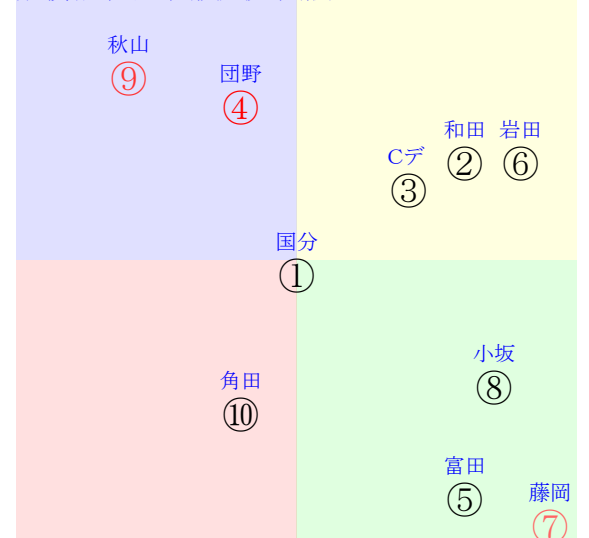 秋山
⑨
団野
④
和田
②
岩田
⑥
Cデ
③
国分
①
小坂
⑧
角田
⑩
富田
⑤
藤岡
⑦